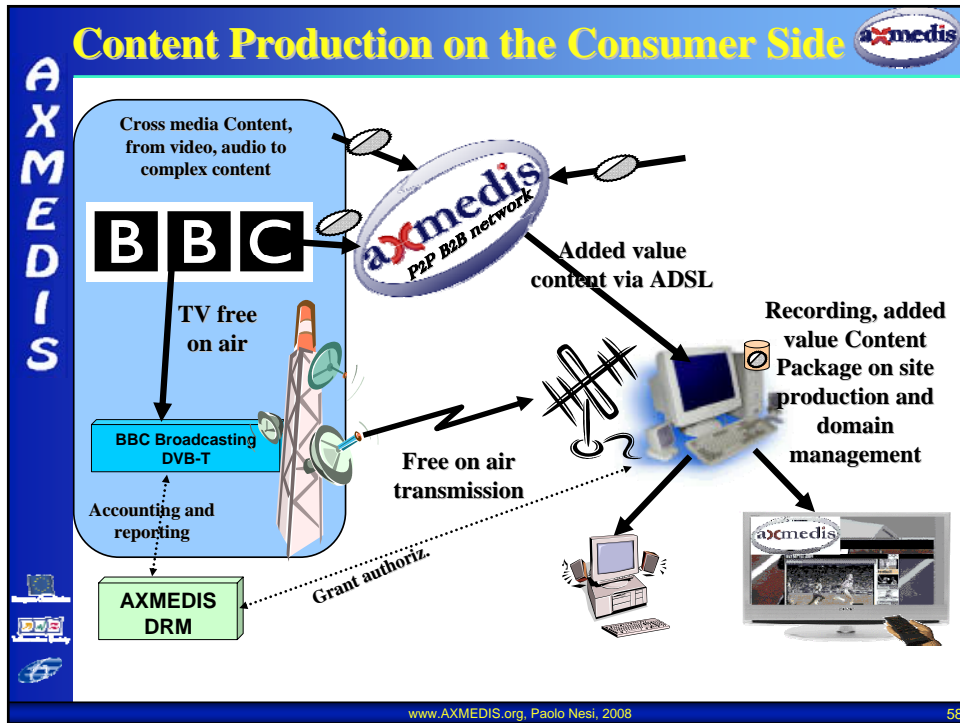 Content Production on the Consumer Side
axmedis
AXMEDIS
Cross media Content,
from video, audio to
complex content
BBC
axmedis
P2P B2B network
Added value
content via ADSL
TV free
on air
Recording, added
value Content
Package on site
production and
domain
management
BBC Broadcasting
DVB-T
Free on air
transmission
Accounting and
reporting
Grant authoriz.
AXMEDIS
DRM
axmedis
www.AXMEDIS.org, Paolo Nesi, 2008
58